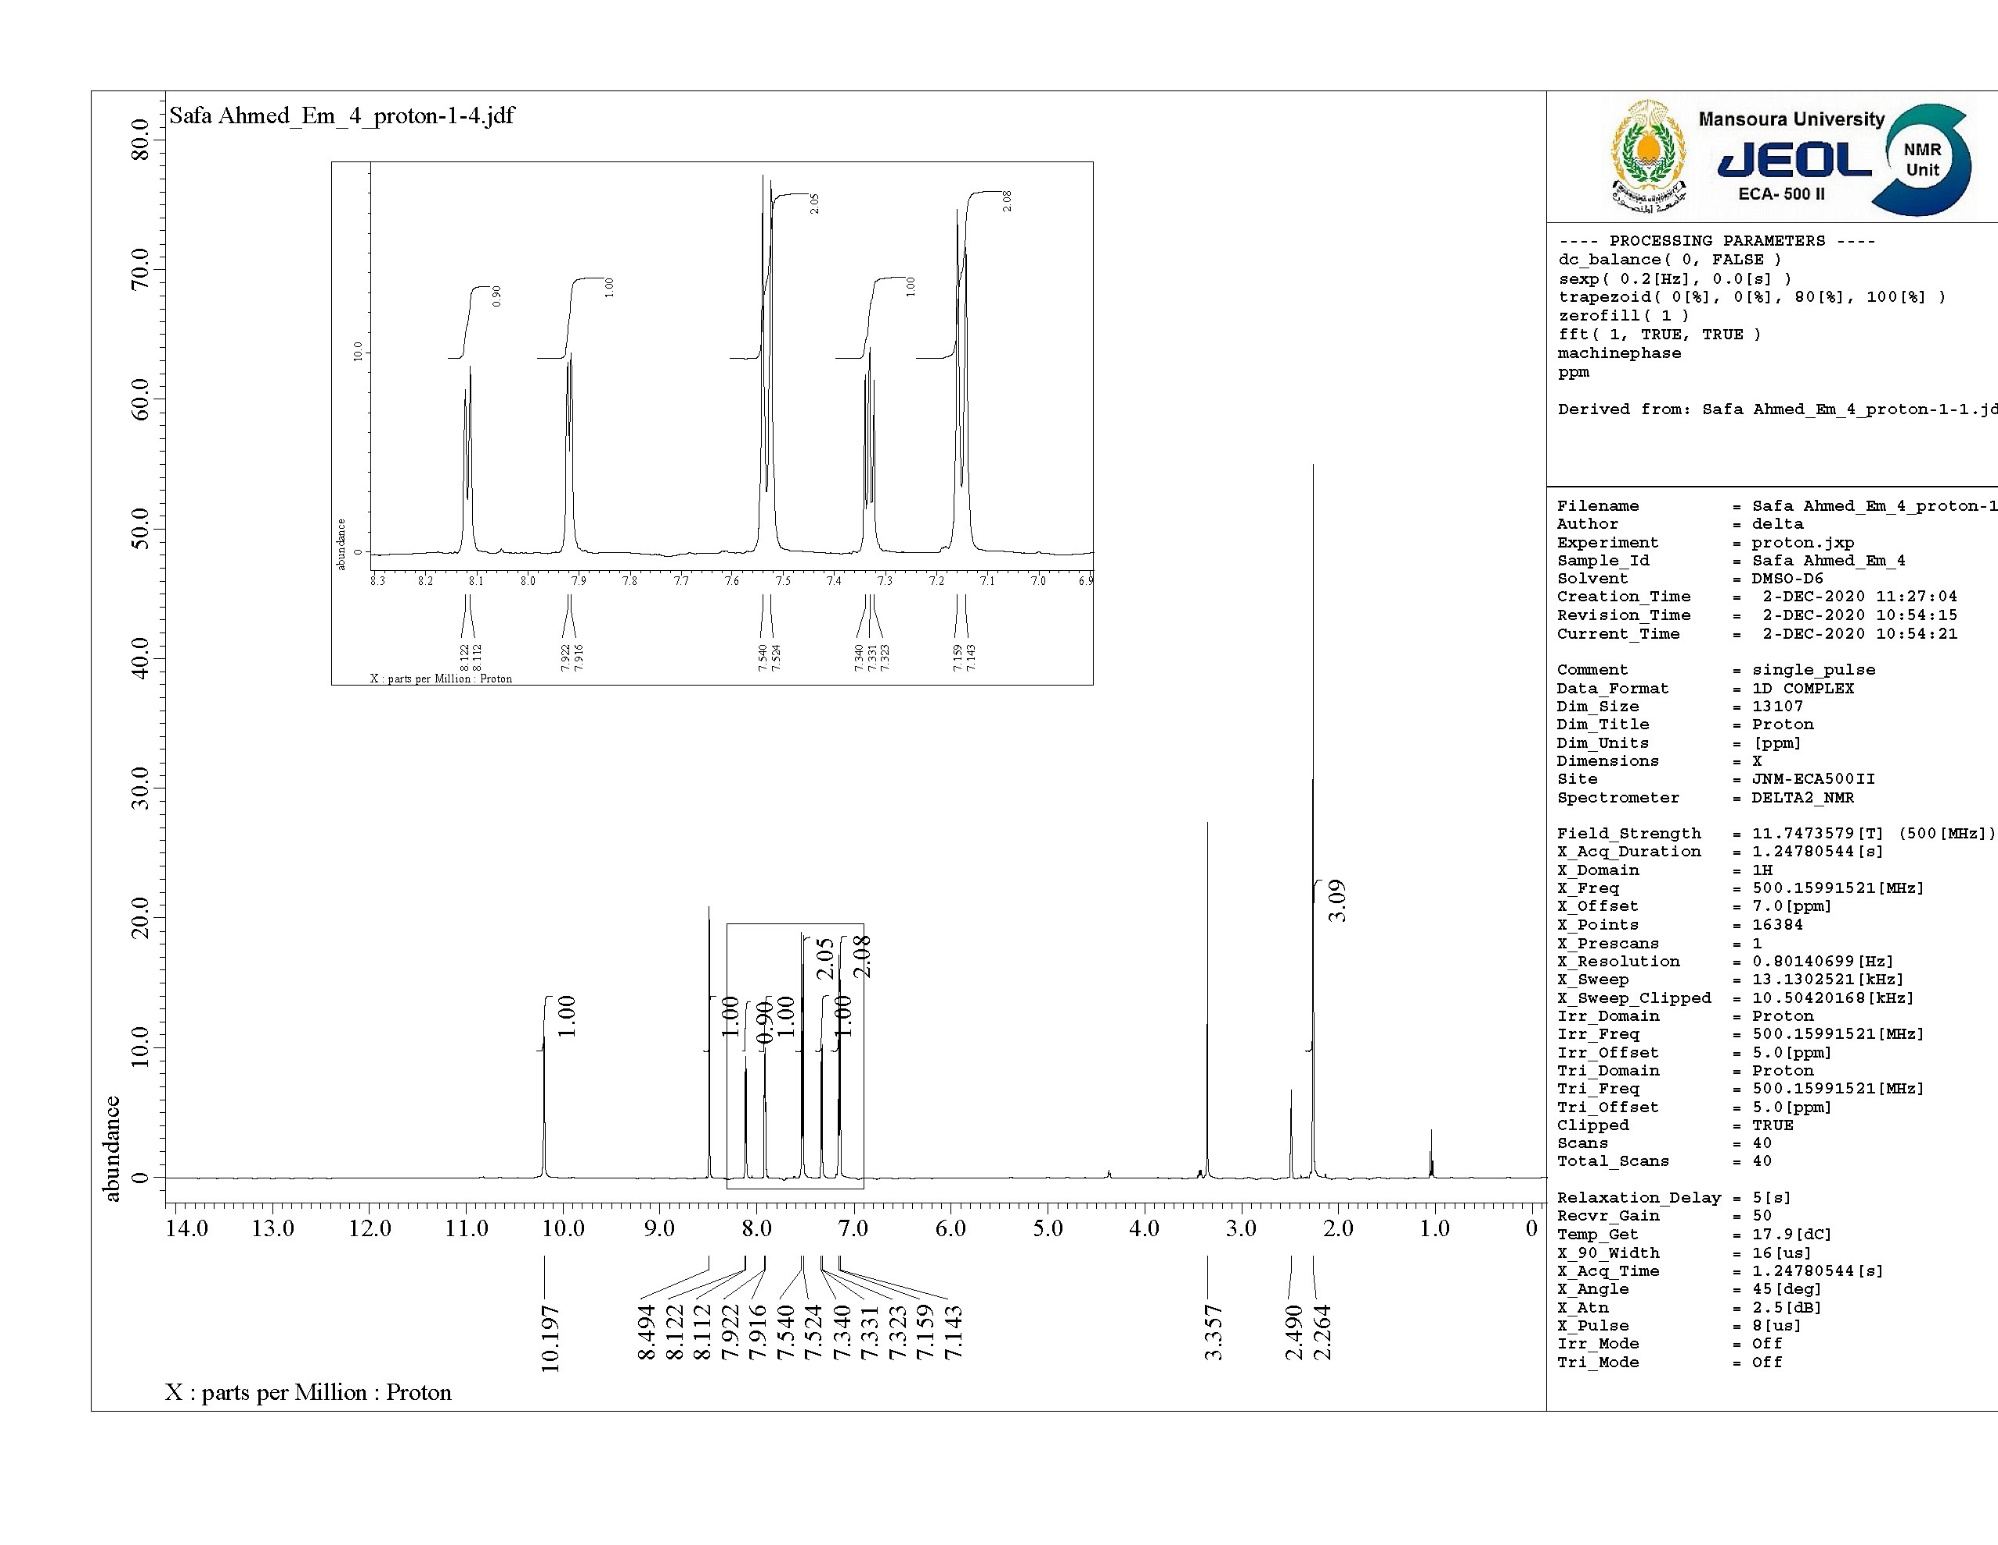 Safa Ahmed_Em_4_proton-1-4.jdf
80.0
70.0
60.0
50.0
40.0
30.0
20.0
10.0
0
abundance
10.0
0
abundance
0.90
1.00
2.05
1.00
2.08
8.3 8.2 8.1 8.0 7.9 7.8 7.7 7.6 7.5 7.4 7.3 7.2 7.1 7.0 6.9
8.122
8.112
7.922
7.916
7.540
7.524
7.340
7.331
7.323
7.159
7.143
X : parts per Million : Proton
1.00
1.00
0.90
1.00
2.05
1.00
2.08
3.09
14.0 13.0 12.0 11.0 10.0 9.0 8.0 7.0 6.0 5.0 4.0 3.0 2.0 1.0 0
10.197
8.494
8.122
8.112
7.922
7.916
7.540
7.524
7.340
7.331
7.323
7.159
7.143
3.357
2.490
2.264
X : parts per Million : Proton
Mansoura University
JEOL
ECA- 500 II
NMR
Unit
---- PROCESSING PARAMETERS ----
dc_balance( 0, FALSE )
sexp( 0.2[Hz], 0.0[s] )
trapezoid( 0[%], 0[%], 80[%], 100[%] )
zerofill( 1 )
fft( 1, TRUE, TRUE )
machinephase
ppm
Derived from: Safa Ahmed_Em_4_proton-1-1.jd
Filename = Safa Ahmed_Em_4_proton-1
Author = delta
Experiment = proton.jxp
Sample_Id = Safa Ahmed_Em_4
Solvent = DMSO-D6
Creation_Time = 2-DEC-2020 11:27:04
Revision_Time = 2-DEC-2020 10:54:15
Current_Time = 2-DEC-2020 10:54:21
Comment = single_pulse
Data_Format = 1D COMPLEX
Dim_Size = 13107
Dim_Title = Proton
Dim_Units = [ppm]
Dimensions = X
Site = JNM-ECA500II
Spectrometer = DELTA2_NMR
Field_Strength = 11.7473579[T] (500[MHz])
X_Acq_Duration = 1.24780544[s]
X_Domain = 1H
X_Freq = 500.15991521[MHz]
X_Offset = 7.0[ppm]
X_Points = 16384
X_Prescans = 1
X_Resolution = 0.80140699[Hz]
X_Sweep = 13.1302521[kHz]
X_Sweep_Clipped = 10.50420168[kHz]
Irr_Domain = Proton
Irr_Freq = 500.15991521[MHz]
Irr_Offset = 5.0[ppm]
Tri_Domain = Proton
Tri_Freq = 500.15991521[MHz]
Tri_Offset = 5.0[ppm]
Clipped = TRUE
Scans = 40
Total_Scans = 40
Relaxation_Delay = 5[s]
Recvr_Gain = 50
Temp_Get = 17.9[dC]
X_90_Width = 16[us]
X_Acq_Time = 1.24780544[s]
X_Angle = 45[deg]
X_Atn = 2.5[dB]
X_Pulse = 8[us]
Irr_Mode = Off
Tri_Mode = Off